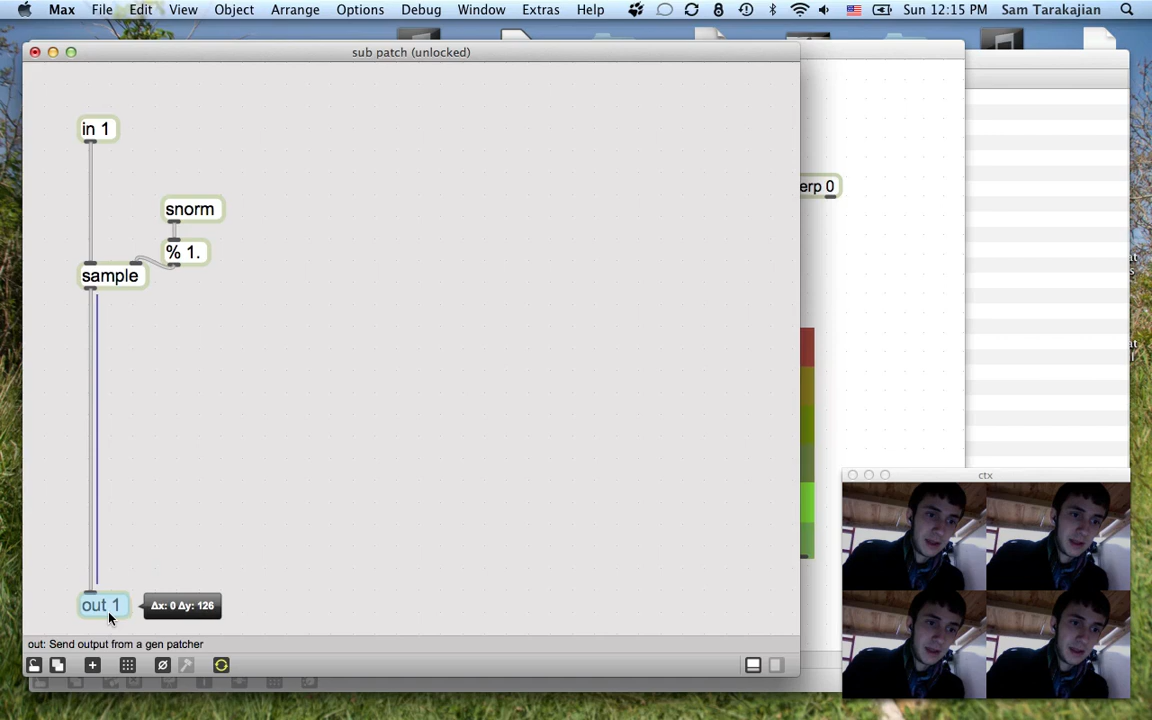 Max File Edit View Object Arrange Options Debug Window Extras Help 8 Sun 12:15 PM Sam Tarakajian
sub patch (unlocked)
in 1
erp 0
snorm
% 1.
sample
ctx
out 1
Δx: 0 Δy: 126
out: Send output from a gen patcher